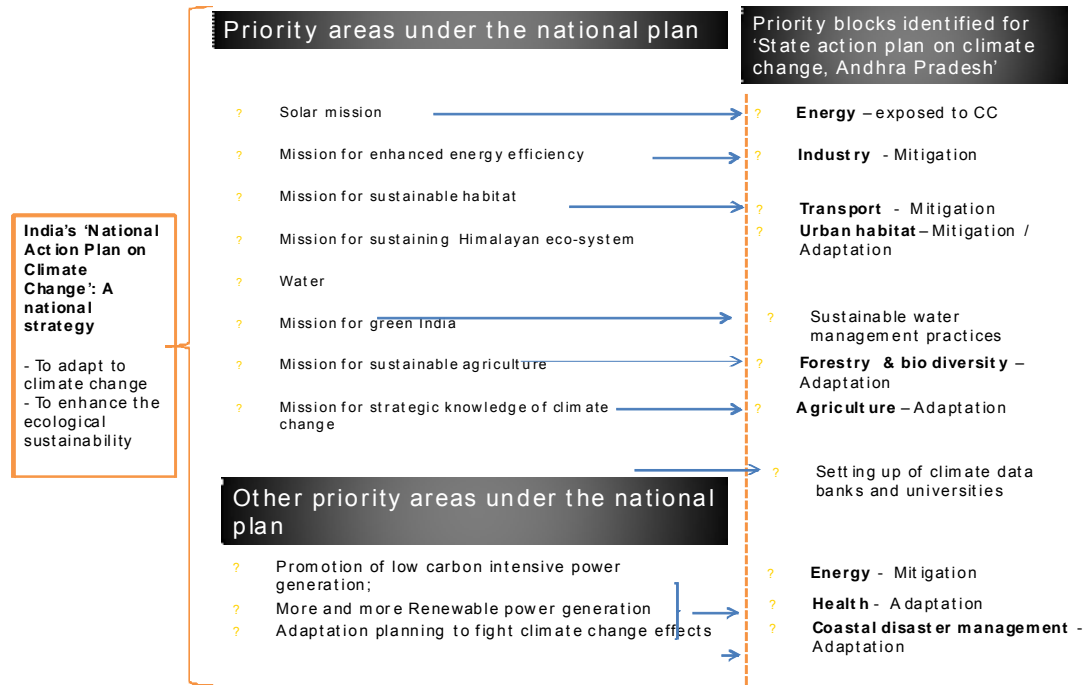 Priority areas under the national plan
Priority blocks identified for
‘State action plan on climate
change, Andhra Pradesh’
India’s ‘National
Action Plan on
Climate
Change’: A
national
strategy
- To adapt to
climate change
- To enhance the
ecological
sustainability
? Solar mission
? Mission for enhanced energy efficiency
? Mission for sustainable habitat
? Mission for sustaining Himalayan eco-system
? Water
? Mission for green India
? Mission for sustainable agriculture
? Mission for strategic knowledge of climate
change
Other priority areas under the national
plan
? Promotion of low carbon intensive power
generation;
? More and more Renewable power generation
? Adaptation planning to fight climate change effects
? Energy – exposed to CC
? Industry - Mitigation
? Transport - Mitigation
? Urban habitat – Mitigation /
Adaptation
? Sustainable water
management practices
? Forestry & bio diversity –
Adaptation
? Agriculture – Adaptation
? Setting up of climate data
banks and universities
? Energy - Mitigation
? Health - Adaptation
? Coastal disaster management -
Adaptation